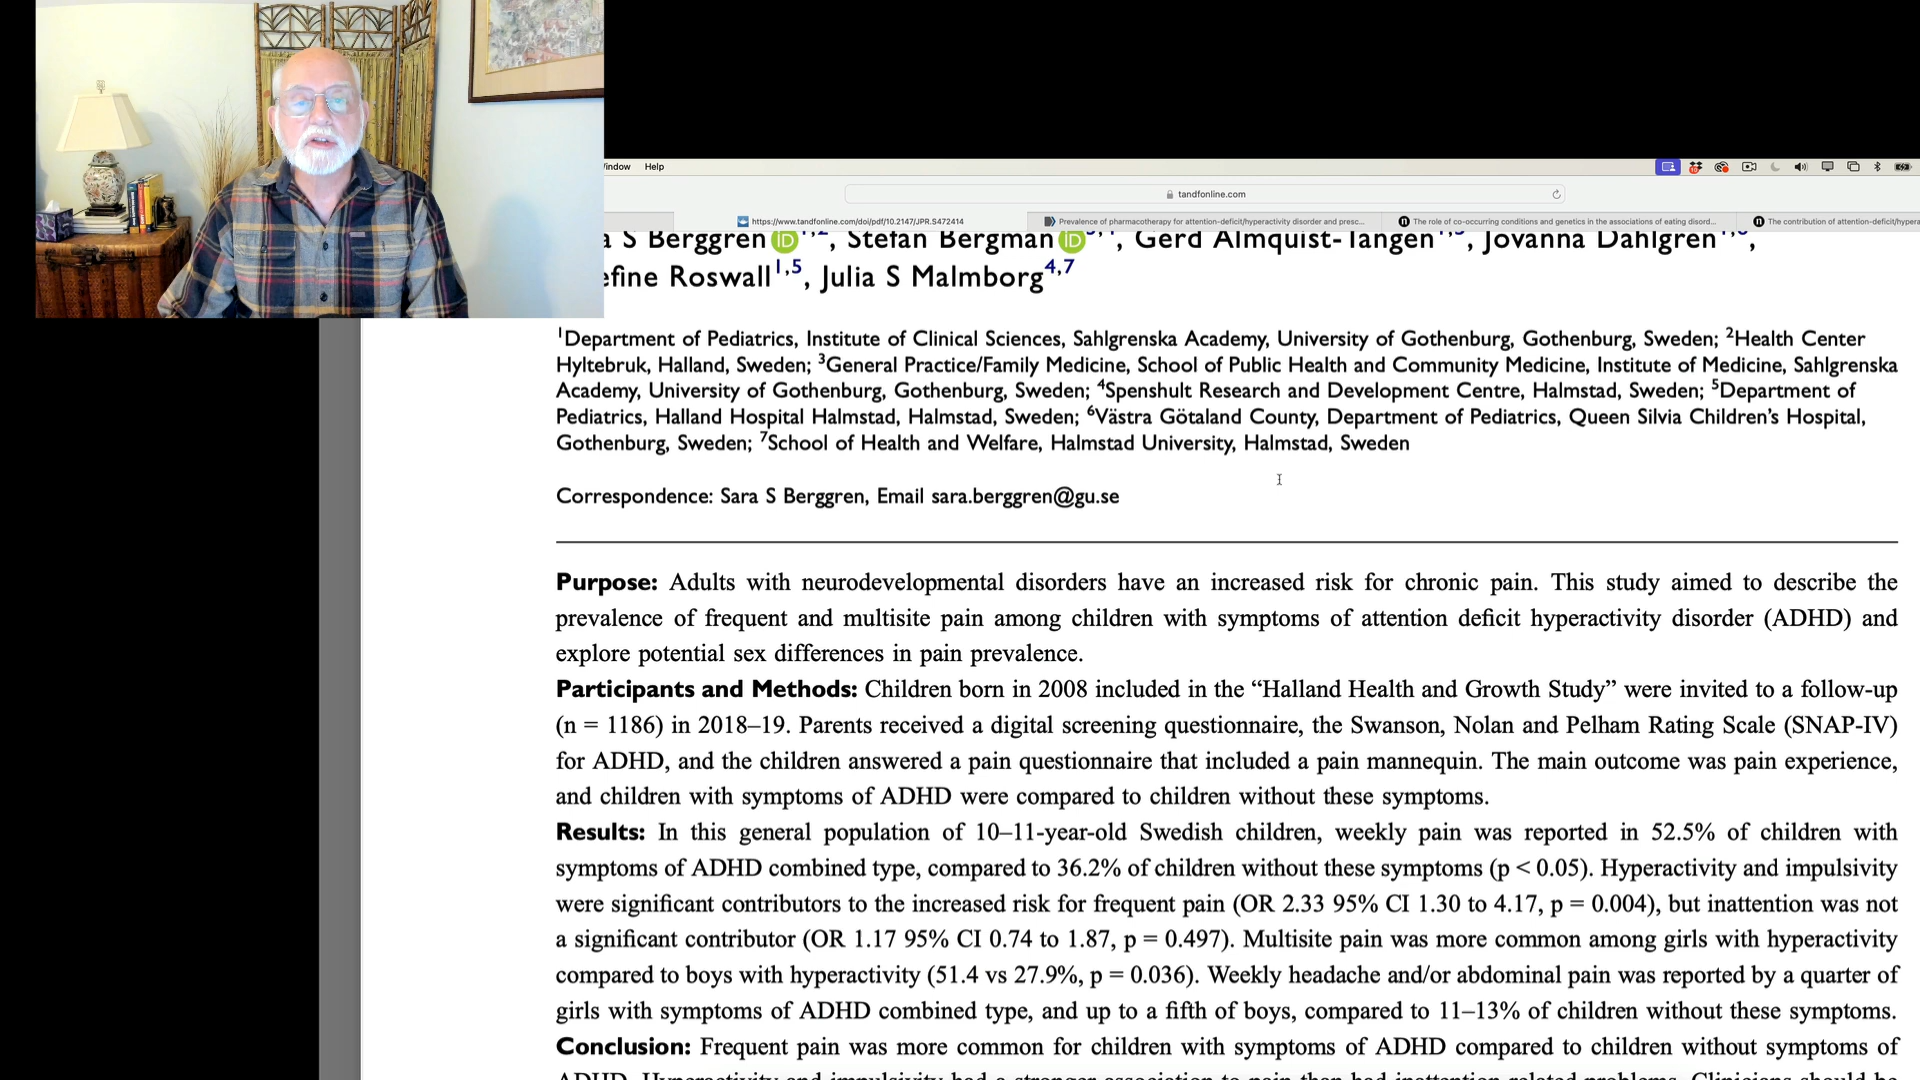 indow Help
tandfonline.com
https://www.tandfonline.com/doi/pdf/10.2147/JPR.S472414 Prevalence of pharmacotherapy for attention-deficit/hyperactivity disorder and presc... The role of co-occurring conditions and genetics in the associations of eating disord... The contribution of attention-deficit/hypera
a S Berggren iD 1,2, Stefan Bergman iD, Gerd Almquist-Tangen, Jovanna Dahlgren,
efine Roswall1,5, Julia S Malmborg4,7
1Department of Pediatrics, Institute of Clinical Sciences, Sahlgrenska Academy, University of Gothenburg, Gothenburg, Sweden; 2Health Center
Hyltebruk, Halland, Sweden; 3General Practice/Family Medicine, School of Public Health and Community Medicine, Institute of Medicine, Sahlgrenska
Academy, University of Gothenburg, Gothenburg, Sweden; 4Spenshult Research and Development Centre, Halmstad, Sweden; 5Department of
Pediatrics, Halland Hospital Halmstad, Halmstad, Sweden; 6Västra Götaland County, Department of Pediatrics, Queen Silvia Children's Hospital,
Gothenburg, Sweden; 7School of Health and Welfare, Halmstad University, Halmstad, Sweden
Correspondence: Sara S Berggren, Email sara.berggren@gu.se
Purpose: Adults with neurodevelopmental disorders have an increased risk for chronic pain. This study aimed to describe the
prevalence of frequent and multisite pain among children with symptoms of attention deficit hyperactivity disorder (ADHD) and
explore potential sex differences in pain prevalence.
Participants and Methods: Children born in 2008 included in the “Halland Health and Growth Study” were invited to a follow-up
(n = 1186) in 2018–19. Parents received a digital screening questionnaire, the Swanson, Nolan and Pelham Rating Scale (SNAP-IV)
for ADHD, and the children answered a pain questionnaire that included a pain mannequin. The main outcome was pain experience,
and children with symptoms of ADHD were compared to children without these symptoms.
Results: In this general population of 10–11-year-old Swedish children, weekly pain was reported in 52.5% of children with
symptoms of ADHD combined type, compared to 36.2% of children without these symptoms (p < 0.05). Hyperactivity and impulsivity
were significant contributors to the increased risk for frequent pain (OR 2.33 95% CI 1.30 to 4.17, p = 0.004), but inattention was not
a significant contributor (OR 1.17 95% CI 0.74 to 1.87, p = 0.497). Multisite pain was more common among girls with hyperactivity
compared to boys with hyperactivity (51.4 vs 27.9%, p = 0.036). Weekly headache and/or abdominal pain was reported by a quarter of
girls with symptoms of ADHD combined type, and up to a fifth of boys, compared to 11–13% of children without these symptoms.
Conclusion: Frequent pain was more common for children with symptoms of ADHD compared to children without symptoms of
ADHD. Hyperactivity and impulsivity had a stronger association to pain than had inattention-related problems. Clinicians should be